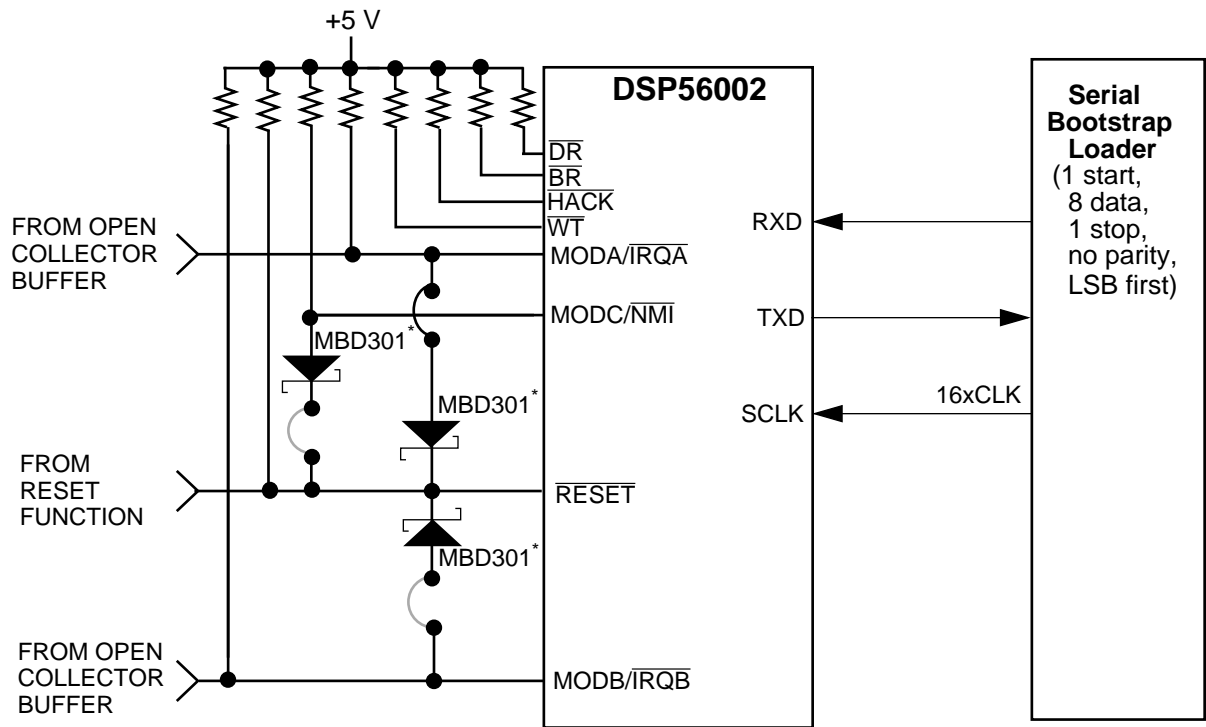 +5 V
DSP56002
DR
BR
HACK
WT
MODA/IRQA
MODC/NMI
RESET
MODB/IRQB
FROM OPEN
COLLECTOR
BUFFER
MBD301*
MBD301*
FROM
RESET
FUNCTION
MBD301*
FROM OPEN
COLLECTOR
BUFFER
RXD
TXD
SCLK
16xCLK
Serial
Bootstrap
Loader
(1 start,
8 data,
1 stop,
no parity,
LSB first)